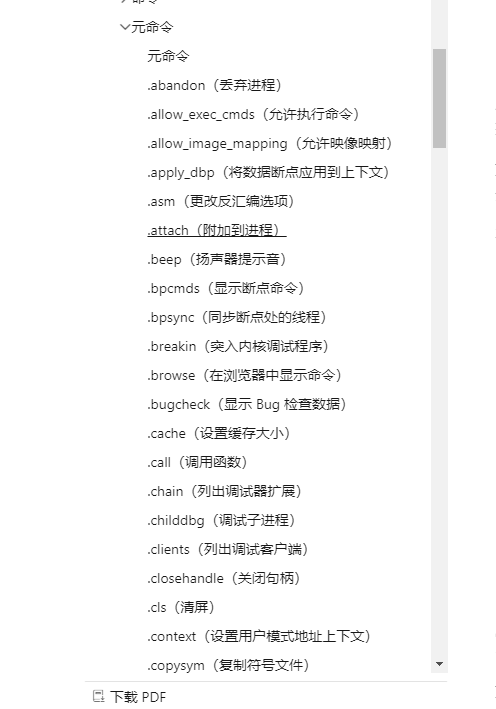 元命令
元命令
.abandon（丢弃进程）
.allow_exec_cmds（允许执行命令）
.allow_image_mapping（允许映像映射）
.apply_dbp（将数据断点应用到上下文）
.asm（更改反汇编选项）
.attach（附加到进程）
.beep（扬声器提示音）
.bpcmds（显示断点命令）
.bpsync（同步断点处的线程）
.breakin（突入内核调试程序）
.browse（在浏览器中显示命令）
.bugcheck（显示 Bug 检查数据）
.cache（设置缓存大小）
.call（调用函数）
.chain（列出调试器扩展）
.childdbg（调试子进程）
.clients（列出调试客户端）
.closehandle（关闭句柄）
.cls（清屏）
.context（设置用户模式地址上下文）
.copysym（复制符号文件）
下载 PDF